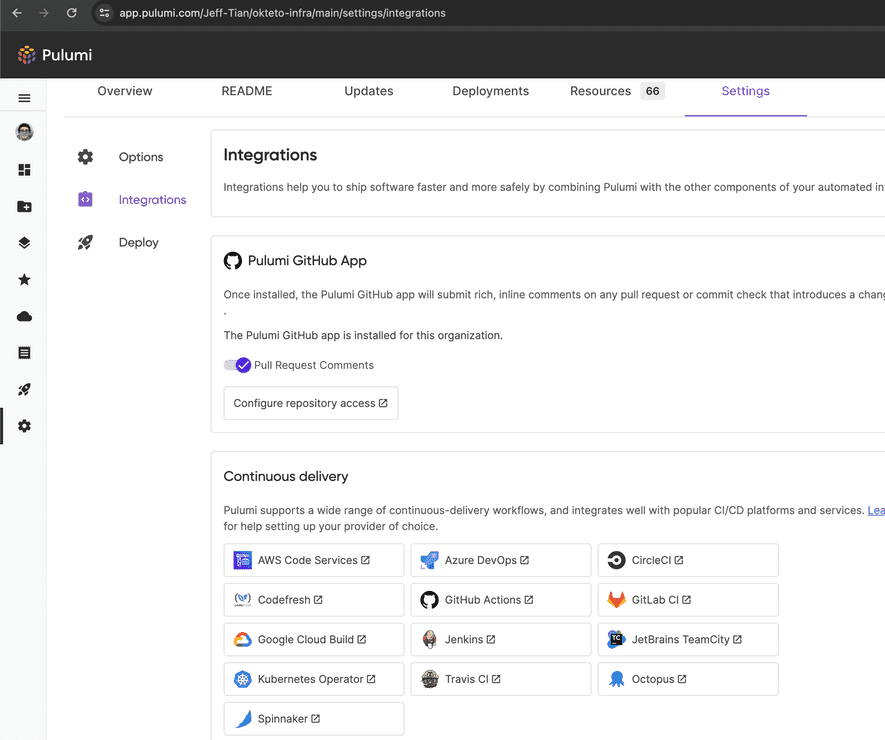 app.pulumi.com/Jeff-Tian/okteto-infra/main/settings/integrations
Pulumi
Overview README Updates Deployments Resources 66 Settings
Options
Integrations
Deploy
Integrations
Integrations help you to ship software faster and more safely by combining Pulumi with the other components of your automated in
Pulumi GitHub App
Once installed, the Pulumi GitHub app will submit rich, inline comments on any pull request or commit check that introduces a chang
.
The Pulumi GitHub app is installed for this organization.
Pull Request Comments
Configure repository access
Continuous delivery
Pulumi supports a wide range of continuous-delivery workflows, and integrates well with popular CI/CD platforms and services. Lea
for help setting up your provider of choice.
AWS Code Services Azure DevOps CircleCI
Codefresh GitHub Actions GitLab CI
Google Cloud Build Jenkins JetBrains TeamCity
Kubernetes Operator Travis CI Octopus
Spinnaker